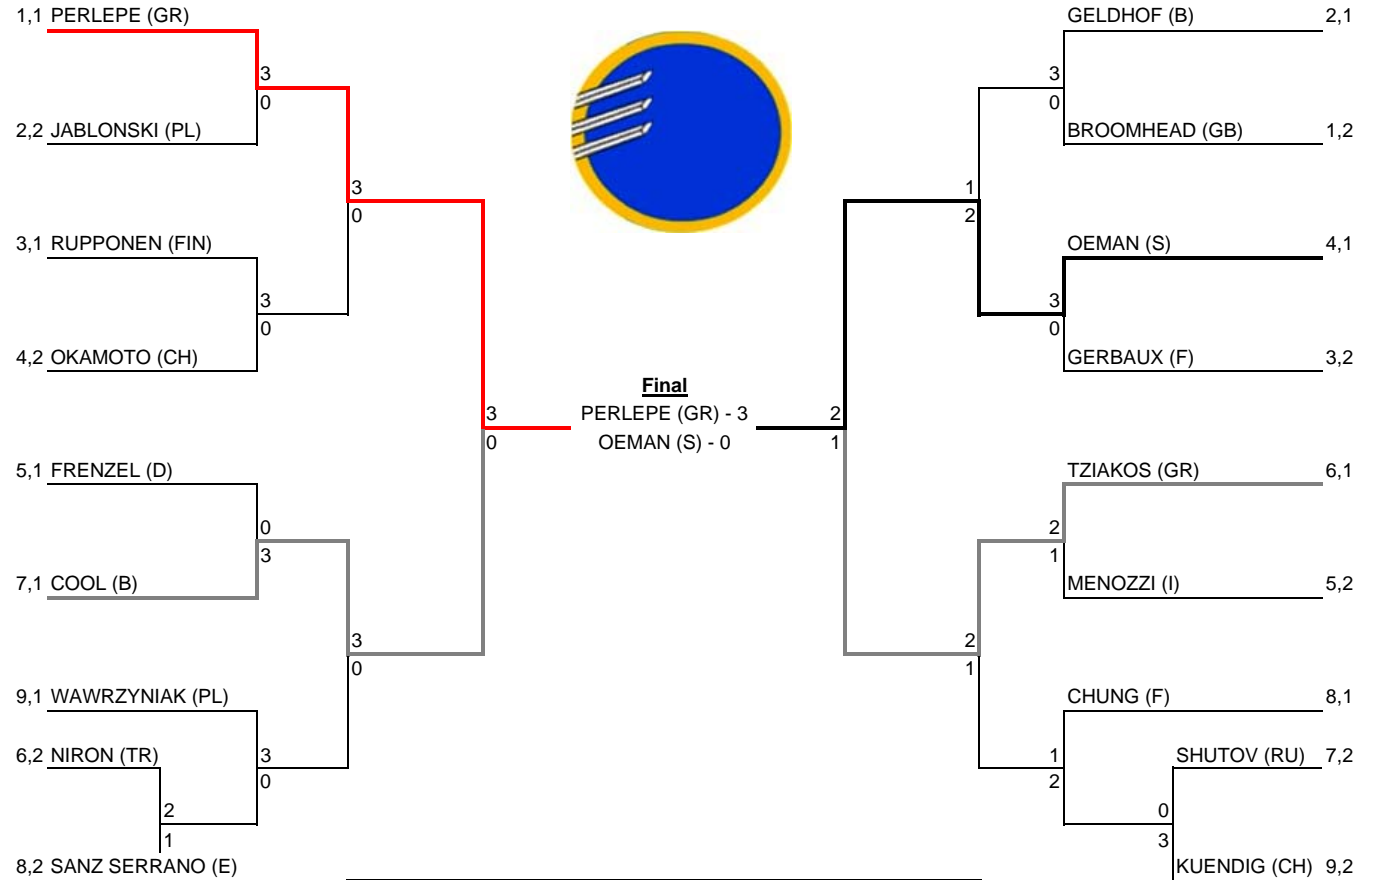 1,1 PERLEPE (GR)
3
0
2,2 JABLONSKI (PL)
3
0
3,1 RUPPONEN (FIN)
3
0
4,2 OKAMOTO (CH)
3
0
5,1 FRENZEL (D)
0
3
7,1 COOL (B)
3
0
9,1 WAWRZYNIAK (PL)
6,2 NIRON (TR)
3
0
2
1
8,2 SANZ SERRANO (E)
Final
PERLEPE (GR) - 3
OEMAN (S) - 0
GELDHOF (B) 2,1
3
0
BROOMHEAD (GB) 1,2
1
2
OEMAN (S) 4,1
3
0
GERBAUX (F) 3,2
2
1
TZIAKOS (GR) 6,1
2
1
MENOZZI (I) 5,2
2
1
CHUNG (F) 8,1
SHUTOV (RU) 7,2
1
2
0
3
KUENDIG (CH) 9,2